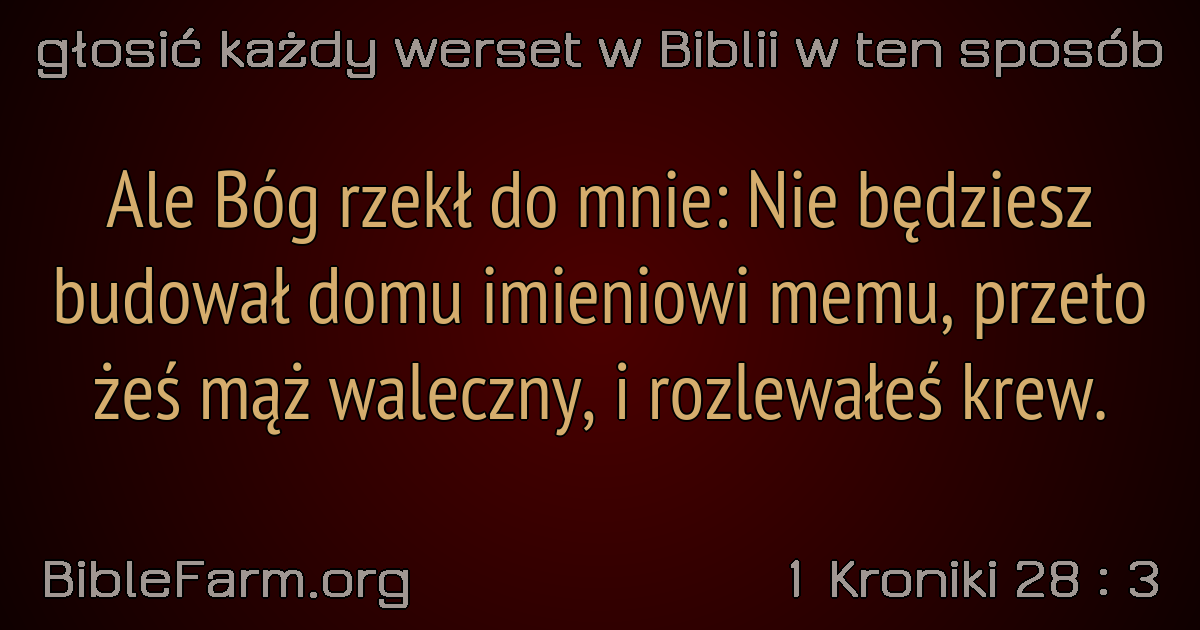 głosić każdy werset w Biblii w ten sposób
Ale Bóg rzekł do mnie: Nie będziesz
budował domu imieniowi memu, przeto
żeś mąż waleczny, i rozlewałeś krew.
BibleFarm.org
1 Kroniki 28 : 3